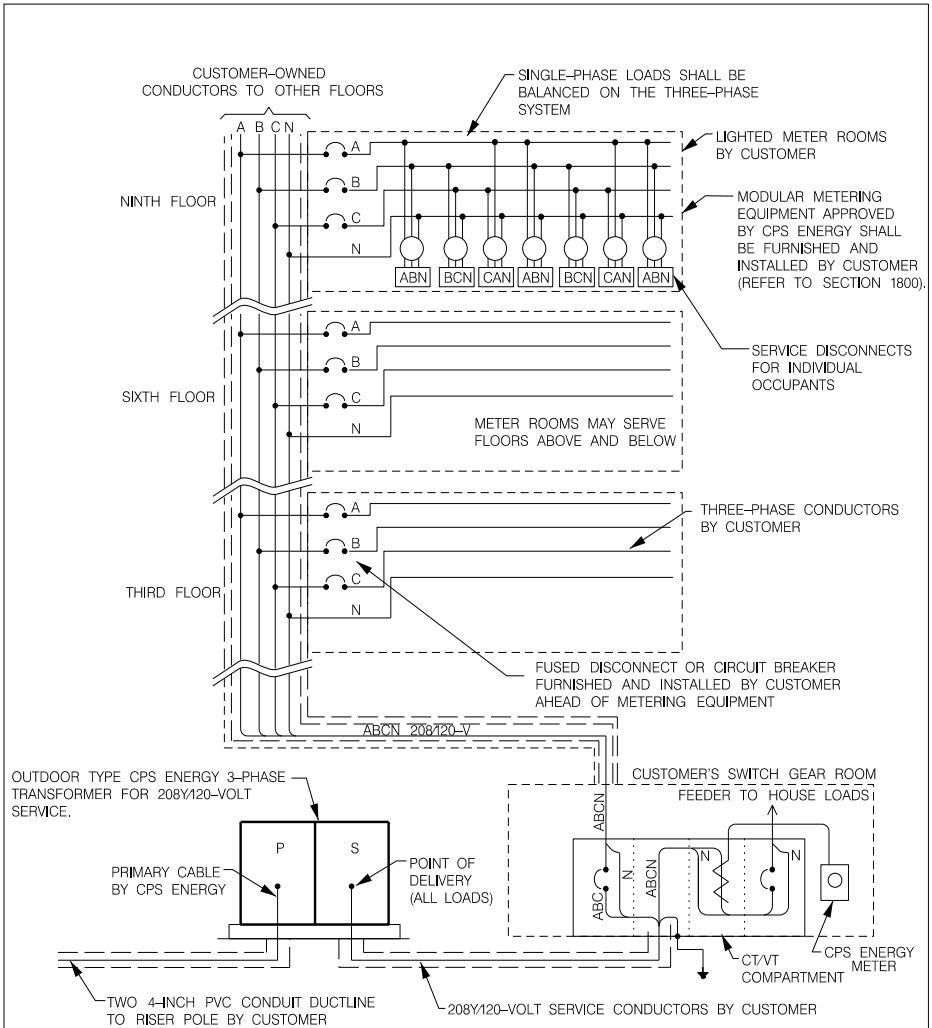 CUSTOMER-OWNED
CONDUCTORS TO OTHER FLOORS
SINGLE-PHASE LOADS SHALL BE
BALANCED ON THE THREE-PHASE
SYSTEM
A B C N
A
LIGHTED METER ROOMS
BY CUSTOMER
B
NINTH FLOOR
C
MODULAR METERING
EQUIPMENT APPROVED
BY CPS ENERGY SHALL
BE FURNISHED AND
INSTALLED BY CUSTOMER
(REFER TO SECTION 1800).
N
ABN BCN CAN ABN BCN CAN ABN
A
B
SERVICE DISCONNECTS
FOR INDIVIDUAL
OCCUPANTS
SIXTH FLOOR
C
N
METER ROOMS MAY SERVE
FLOORS ABOVE AND BELOW
A
THREE-PHASE CONDUCTORS
BY CUSTOMER
B
C
THIRD FLOOR
N
FUSED DISCONNECT OR CIRCUIT BREAKER
FURNISHED AND INSTALLED BY CUSTOMER
AHEAD OF METERING EQUIPMENT
ABCN 208/120-V
OUTDOOR TYPE CPS ENERGY 3-PHASE
TRANSFORMER FOR 208Y/120-VOLT
SERVICE.
CUSTOMER'S SWITCH GEAR ROOM
FEEDER TO HOUSE LOADS
ABCN
P
S
PRIMARY CABLE
BY CPS ENERGY
POINT OF
DELIVERY
(ALL LOADS)
ABC
N
ABCN
N
N
CPS ENERGY
METER
CT/VT
COMPARTMENT
TWO 4-INCH PVC CONDUIT DUCTLINE
TO RISER POLE BY CUSTOMER
208Y/120-VOLT SERVICE CONDUCTORS BY CUSTOMER